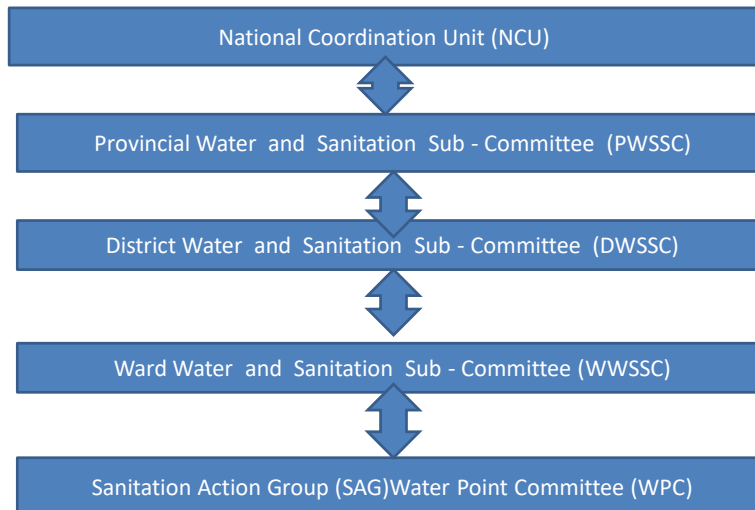 National Coordination Unit (NCU)
Provincial Water and Sanitation Sub - Committee (PWSSC)
District Water and Sanitation Sub - Committee (DWSSC)
Ward Water and Sanitation Sub - Committee (WWSSC)
Sanitation Action Group (SAG)Water Point Committee (WPC)